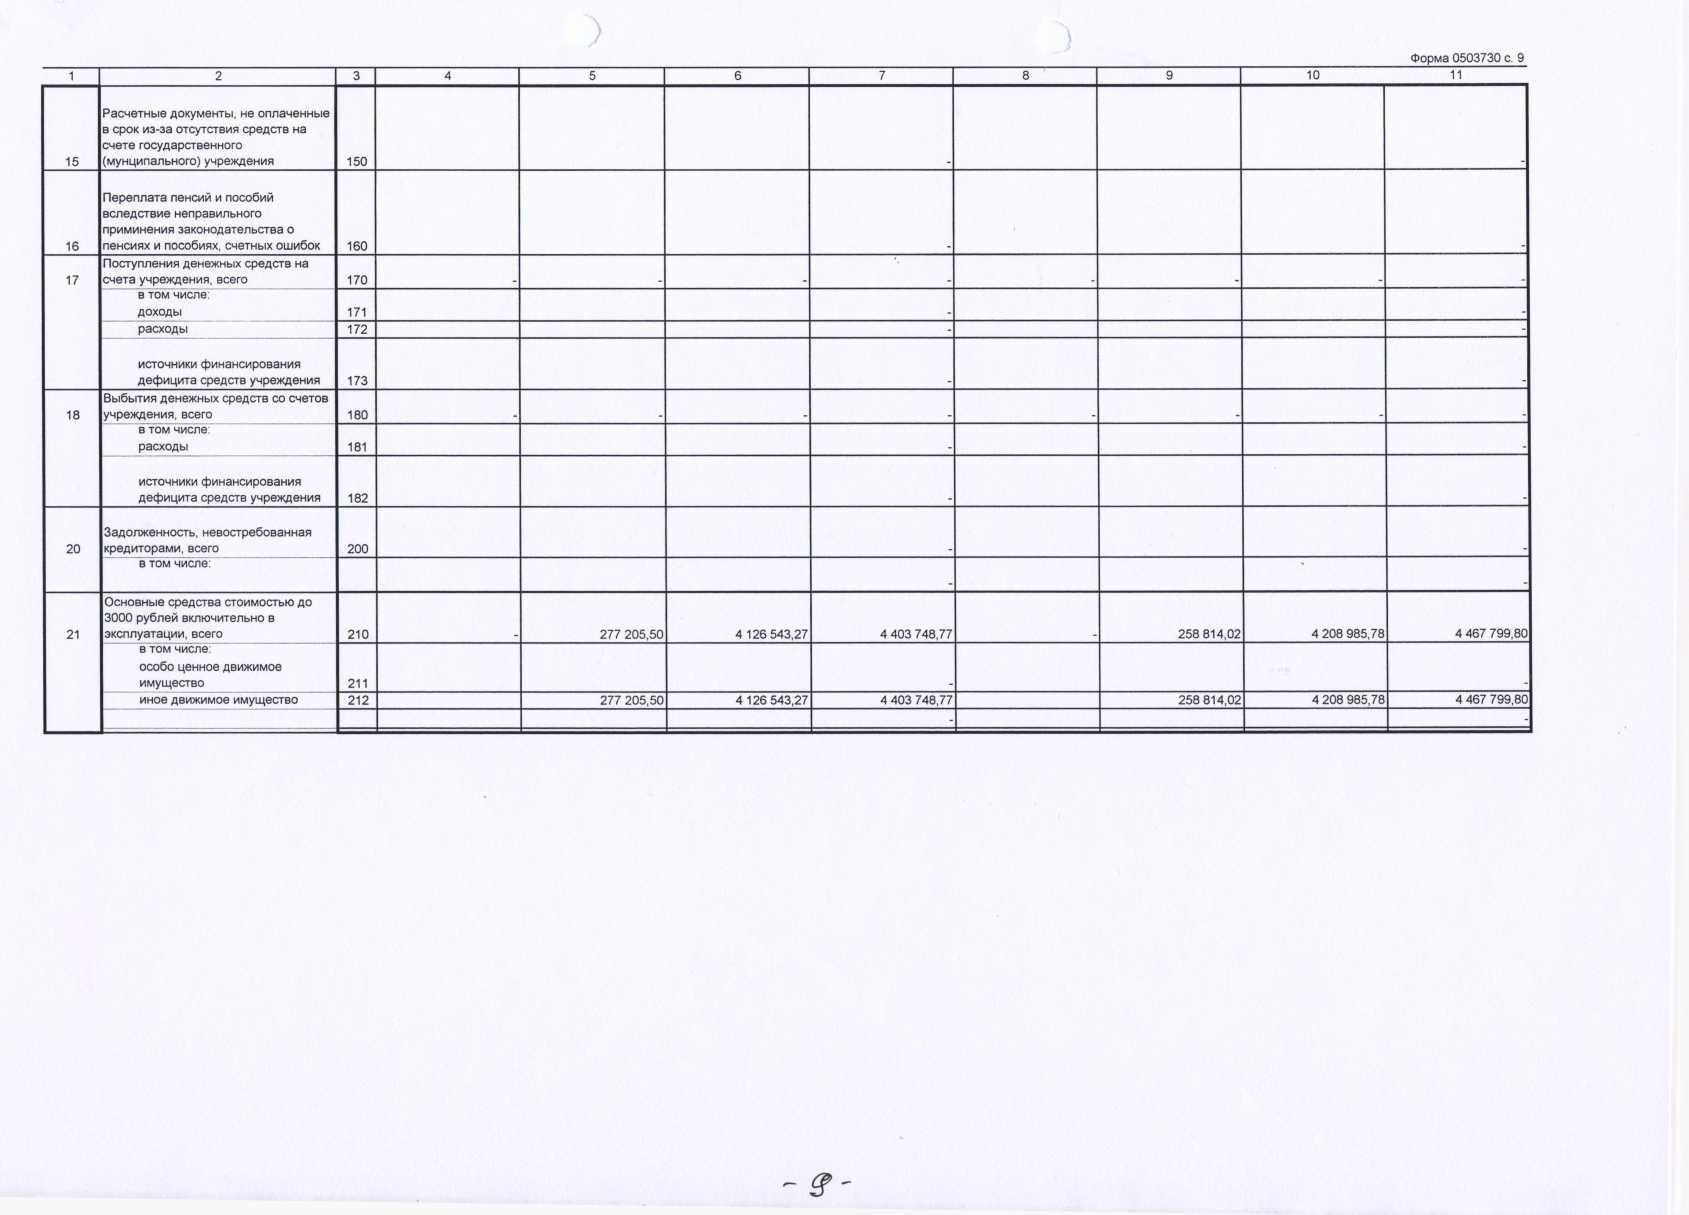 Форма 0503730 с. 9
1 2 3 4 5 6 7 8 9 10 11
Расчетные документы, не оплаченные
в срок из-за отсутствия средств на
счете государственного
15 (мунципального) учреждения 150 - -
Переплата пенсий и пособий
вследствие неправильного
приминения законодательства о
16 пенсиях и пособиях, счетных ошибок 160 - -
Поступления денежных средств на
17 счета учреждения, всего 170 - - - - - - - -
в том числе:
доходы 171 - -
расходы 172 - -
источники финансирования
дефицита средств учреждения 173 - -
Выбытия денежных средств со счетов
18 учреждения, всего 180 - - - - - - - -
в том числе:
расходы 181 - -
источники финансирования
дефицита средств учреждения 182 - -
Задолженность, невостребованная
20 кредиторами, всего 200 - -
в том числе:
- -
Основные средства стоимостью до
3000 рублей включительно в
21 эксплуатации, всего 210 - 277 205,50 4 126 543,27 4 403 748,77 - 258 814,02 4 208 985,78 4 467 799,80
в том числе:
особо ценное движимое
имущество 211 - -
иное движимое имущество 212 277 205,50 4 126 543,27 4 403 748,77 258 814,02 4 208 985,78 4 467 799,80
- -
- 9 -